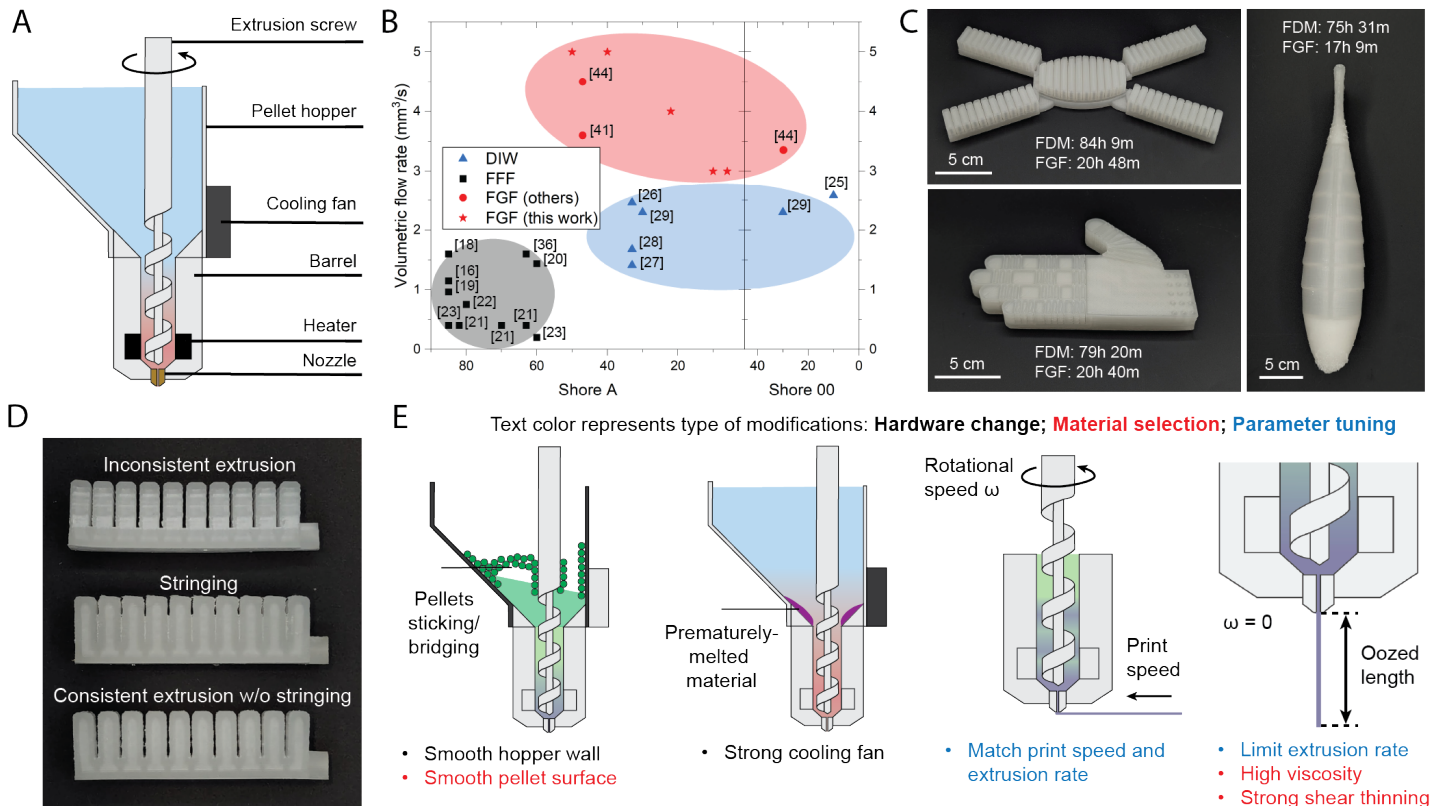 A
Extrusion screw
Pellet hopper
Cooling fan
Barrel
Heater
Nozzle
B
Volumetric flow rate (mm³/s)
5
4
3
2
1
0
5
4
3
2
1
0
80
60
40
20
20
0
Shore A
Shore 00
DIW
FFF
FGF (others)
FGF (this work)
[44]
[41]
[44]
[25]
[26]
[29]
[29]
[28]
[27]
[18]
[36]
[20]
[16]
[19]
[22]
[23]
[21]
[21]
[21]
[23]
C
FDM: 84h 9m
FGF: 20h 48m
5 cm
FDM: 79h 20m
FGF: 20h 40m
5 cm
FDM: 75h 31m
FGF: 17h 9m
5 cm
D
Inconsistent extrusion
Stringing
Consistent extrusion w/o stringing
E
Text color represents type of modifications: Hardware change; Material selection; Parameter tuning
Pellets
sticking/
bridging
• Smooth hopper wall
• Smooth pellet surface
Prematurely-
melted
material
• Strong cooling fan
Rotational
speed ω
Print
speed
• Match print speed and
extrusion rate
ω = 0
Oozed
length
• Limit extrusion rate
• High viscosity
• Strong shear thinning